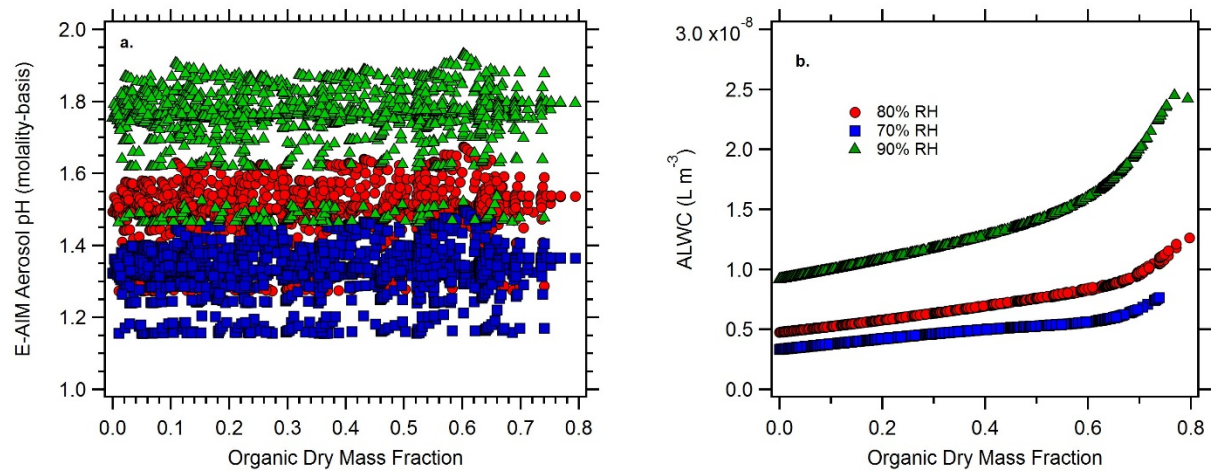 a.
E-AIM Aerosol pH (molality-basis)
2.0
1.8
1.6
1.4
1.2
1.0
0.0 0.1 0.2 0.3 0.4 0.5 0.6 0.7 0.8
Organic Dry Mass Fraction
b.
ALWC (L m⁻³)
3.0 x10⁻⁸
2.5
2.0
1.5
1.0
0.5
0.0
80% RH
70% RH
90% RH
0.0 0.2 0.4 0.6 0.8
Organic Dry Mass Fraction